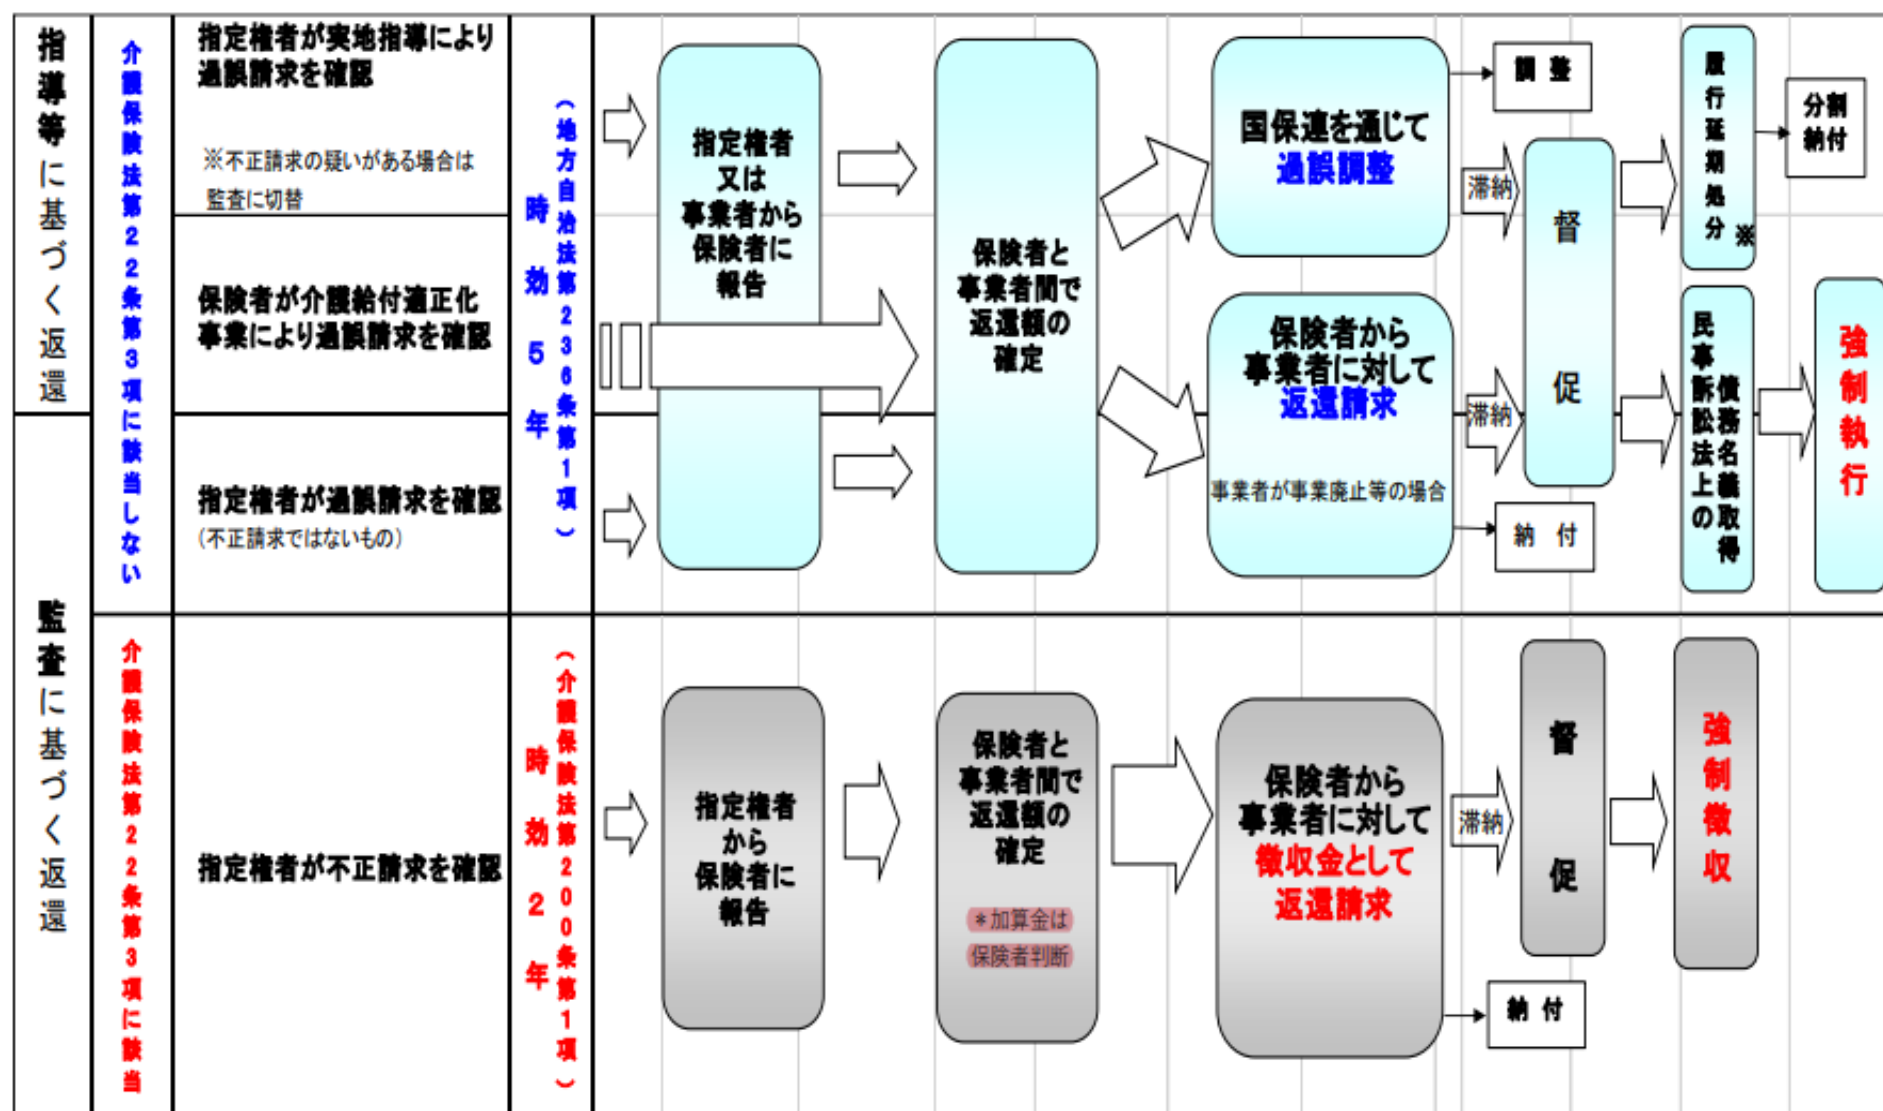 指導等に基づく返還
監査に基づく返還
介護保険法第２２条第３項に該当しない
介護保険法第２２条第３項に該当
指定権者が実地指導により
過誤請求を確認
※不正請求の疑いがある場合は
監査に切替
保険者が介護給付適正化
事業により過誤請求を確認
指定権者が過誤請求を確認
(不正請求ではないもの)
指定権者が不正請求を確認
時効５年
（地方自治法第２３６条第１項）
時効２年
（介護保険法第２００条第１項）
指定権者
又は
事業者から
保険者に
報告
保険者と
事業者間で
返還額の
確定
国保連を通じて
過誤調整
調整
滞納
保険者から
事業者に対して
返還請求
事業者が事業廃止等の場合
滞納
納付
督促
履行延期処分※
分割
納付
民事訴訟法上の
債務名義取得
強制執行
指定権者
から
保険者に
報告
保険者と
事業者間で
返還額の
確定
＊加算金は
保険者判断
保険者から
事業者に対して
徴収金として
返還請求
滞納
納付
督促
強制徴収